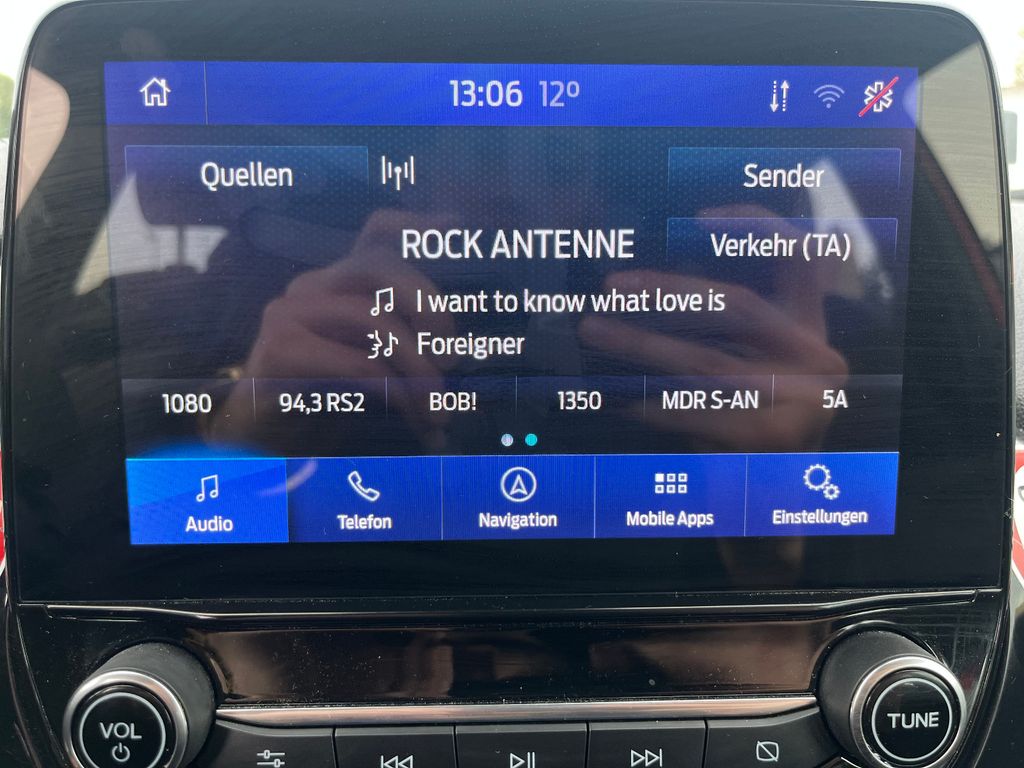 13:06 12°
Quellen
Sender
ROCK ANTENNE
Verkehr (TA)
I want to know what love is
Foreigner
1080 94,3 RS2 BOB! 1350 MDR S-AN 5A
Audio Telefon Navigation Mobile Apps Einstellungen
VOL TUNE